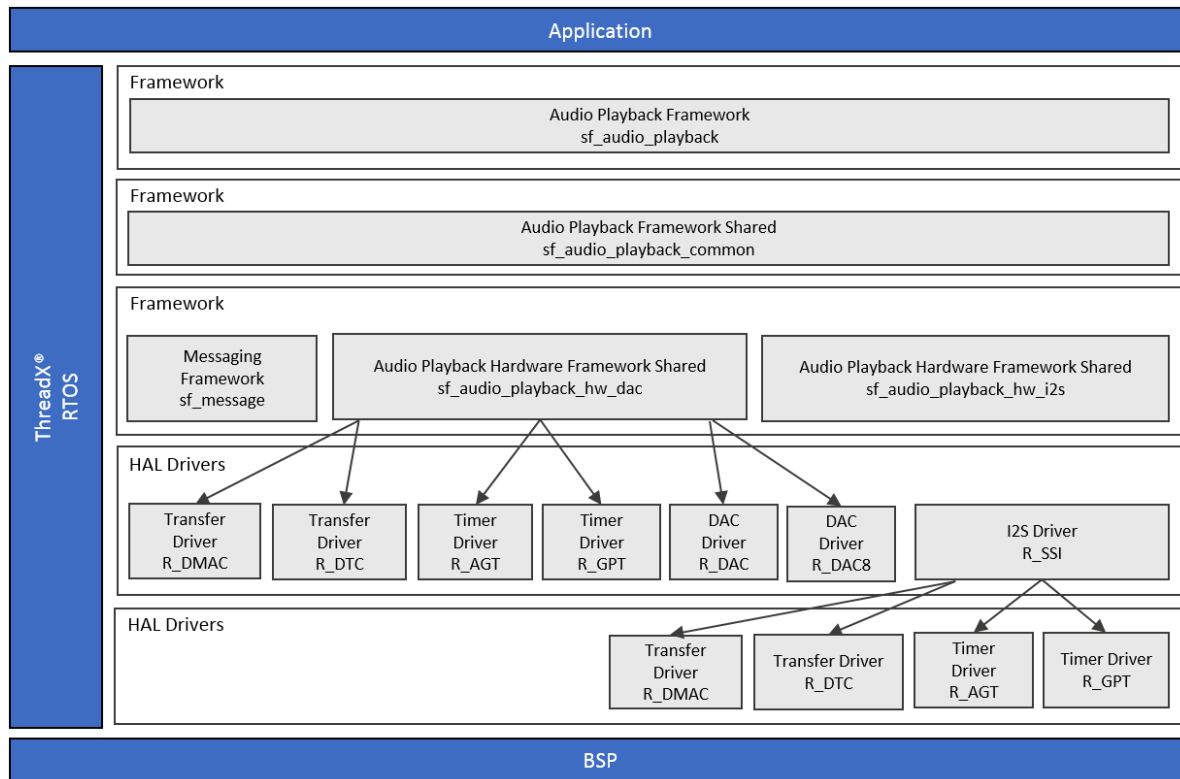 Application
ThreadX®
RTOS
Framework
Audio Playback Framework
sf_audio_playback
Framework
Audio Playback Framework Shared
sf_audio_playback_common
Framework
Messaging
Framework
sf_message
Audio Playback Hardware Framework Shared
sf_audio_playback_hw_dac
Audio Playback Hardware Framework Shared
sf_audio_playback_hw_i2s
HAL Drivers
Transfer
Driver
R_DMAC
Transfer
Driver
R_DTC
Timer
Driver
R_AGT
Timer
Driver
R_GPT
DAC
Driver
R_DAC
DAC
Driver
R_DAC8
I2S Driver
R_SSI
HAL Drivers
Transfer
Driver
R_DMAC
Transfer Driver
R_DTC
Timer
Driver
R_AGT
Timer Driver
R_GPT
BSP